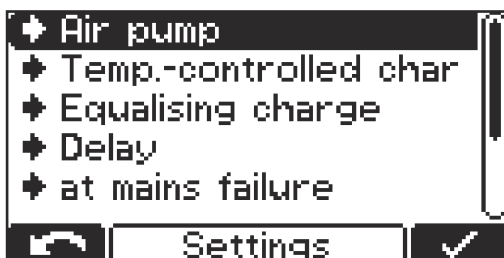 Air pump
Temp.-controlled char
Equalising charge
Delay
at mains failure
Settings